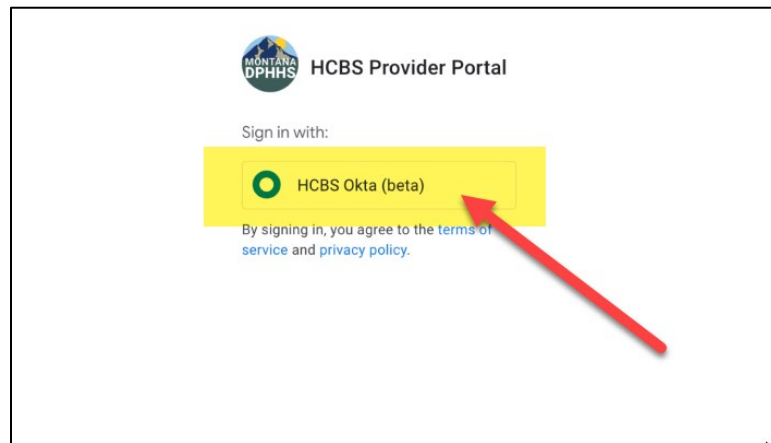 MONTANA
DPHHS
HCBS Provider Portal
Sign in with:
HCBS Okta (beta)
By signing in, you agree to the terms of
service and privacy policy.